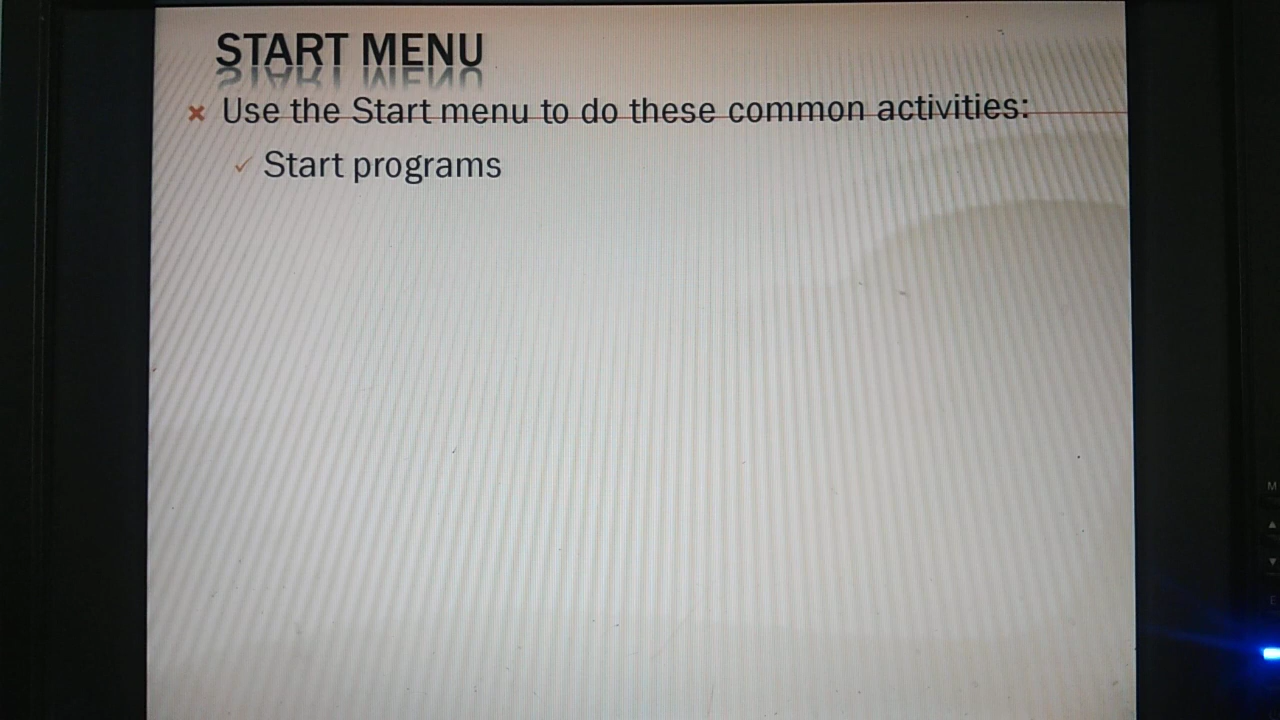 START MENU
Use the Start menu to do these common activities:
Start programs
M
E